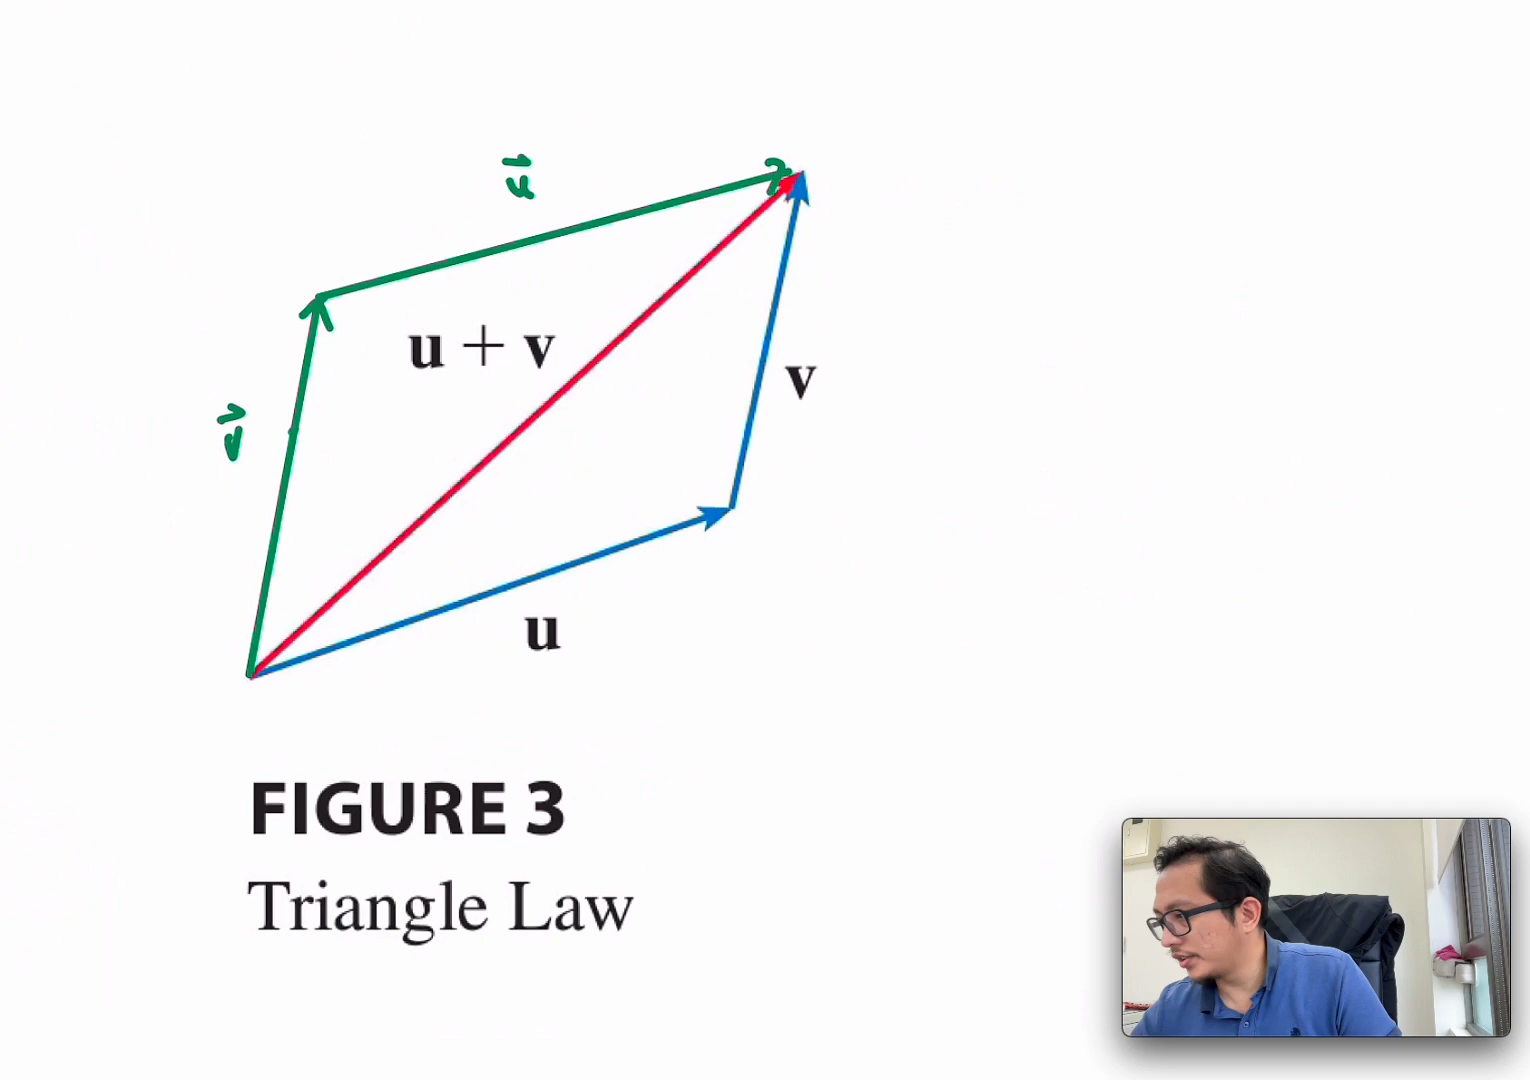 u⃗
u + v
v
v⃗
u
FIGURE 3
Triangle Law